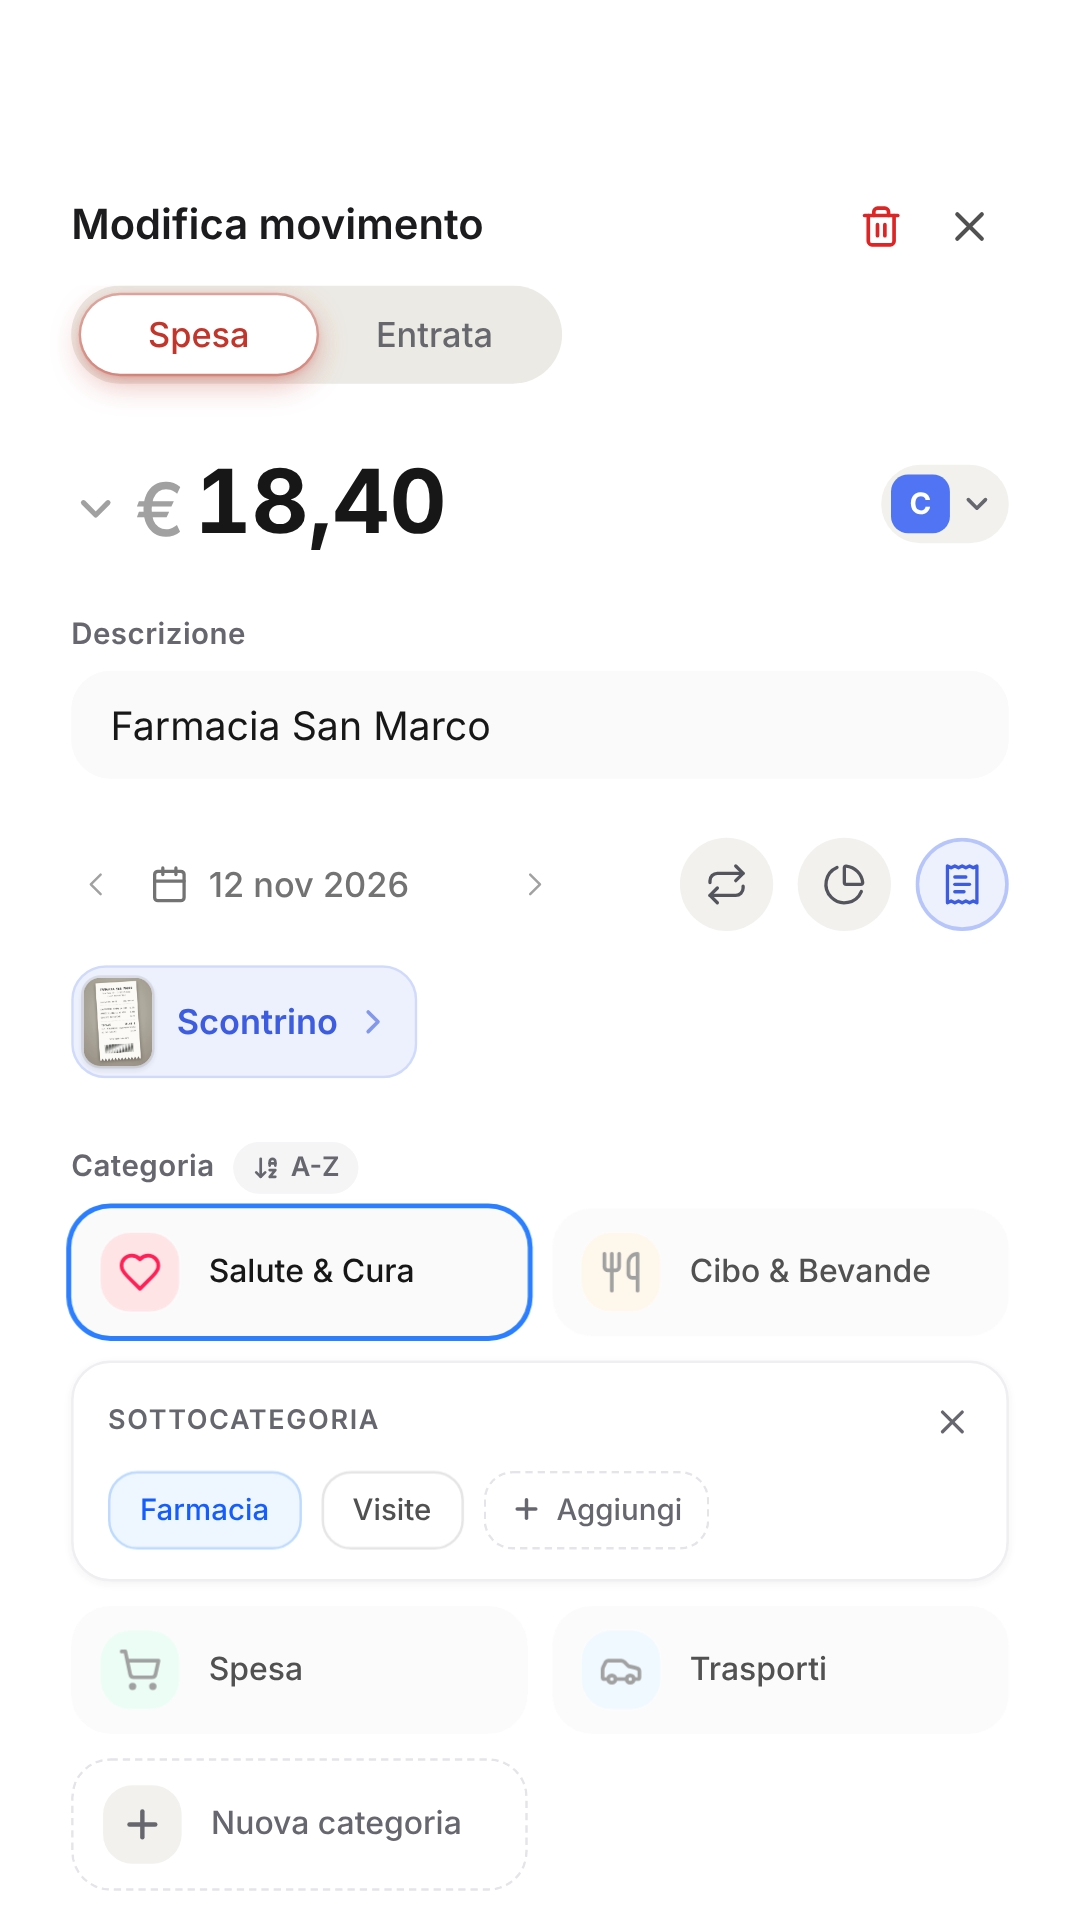 Modifica movimento
Spesa
Entrata
€ 18,40
C
Descrizione
Farmacia San Marco
12 nov 2026
Scontrino
Categoria
A-Z
Salute & Cura
Cibo & Bevande
SOTTOCATEGORIA
Farmacia
Visite
Aggiungi
Spesa
Trasporti
Nuova categoria